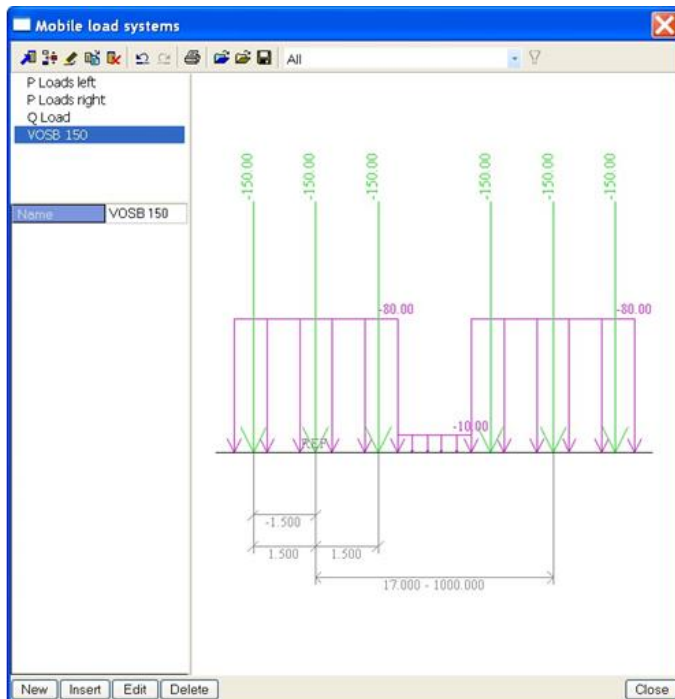 Mobile load systems
All
P Loads left
P Loads right
Q Load
VOSB 150
Name VOSB 150
-150.00 -150.00 -150.00 -150.00 -150.00 -150.00
-80.00 -80.00
-10.00
REF
-1.500
1.500 1.500
17.000 - 1000.000
New Insert Edit Delete Close